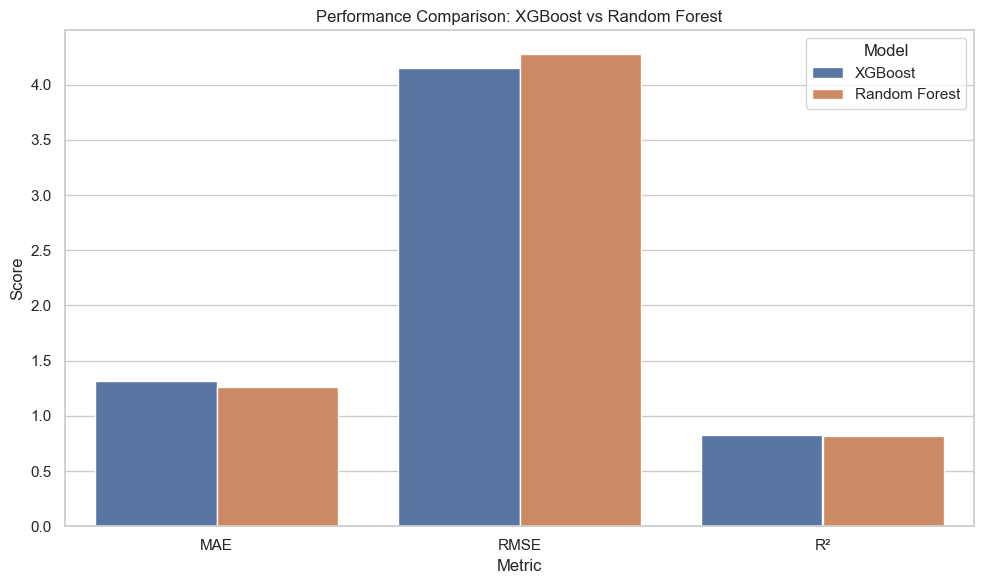 Performance Comparison: XGBoost vs Random Forest
Model
XGBoost
Random Forest
Score
4.0
3.5
3.0
2.5
2.0
1.5
1.0
0.5
0.0
MAE
RMSE
R²
Metric